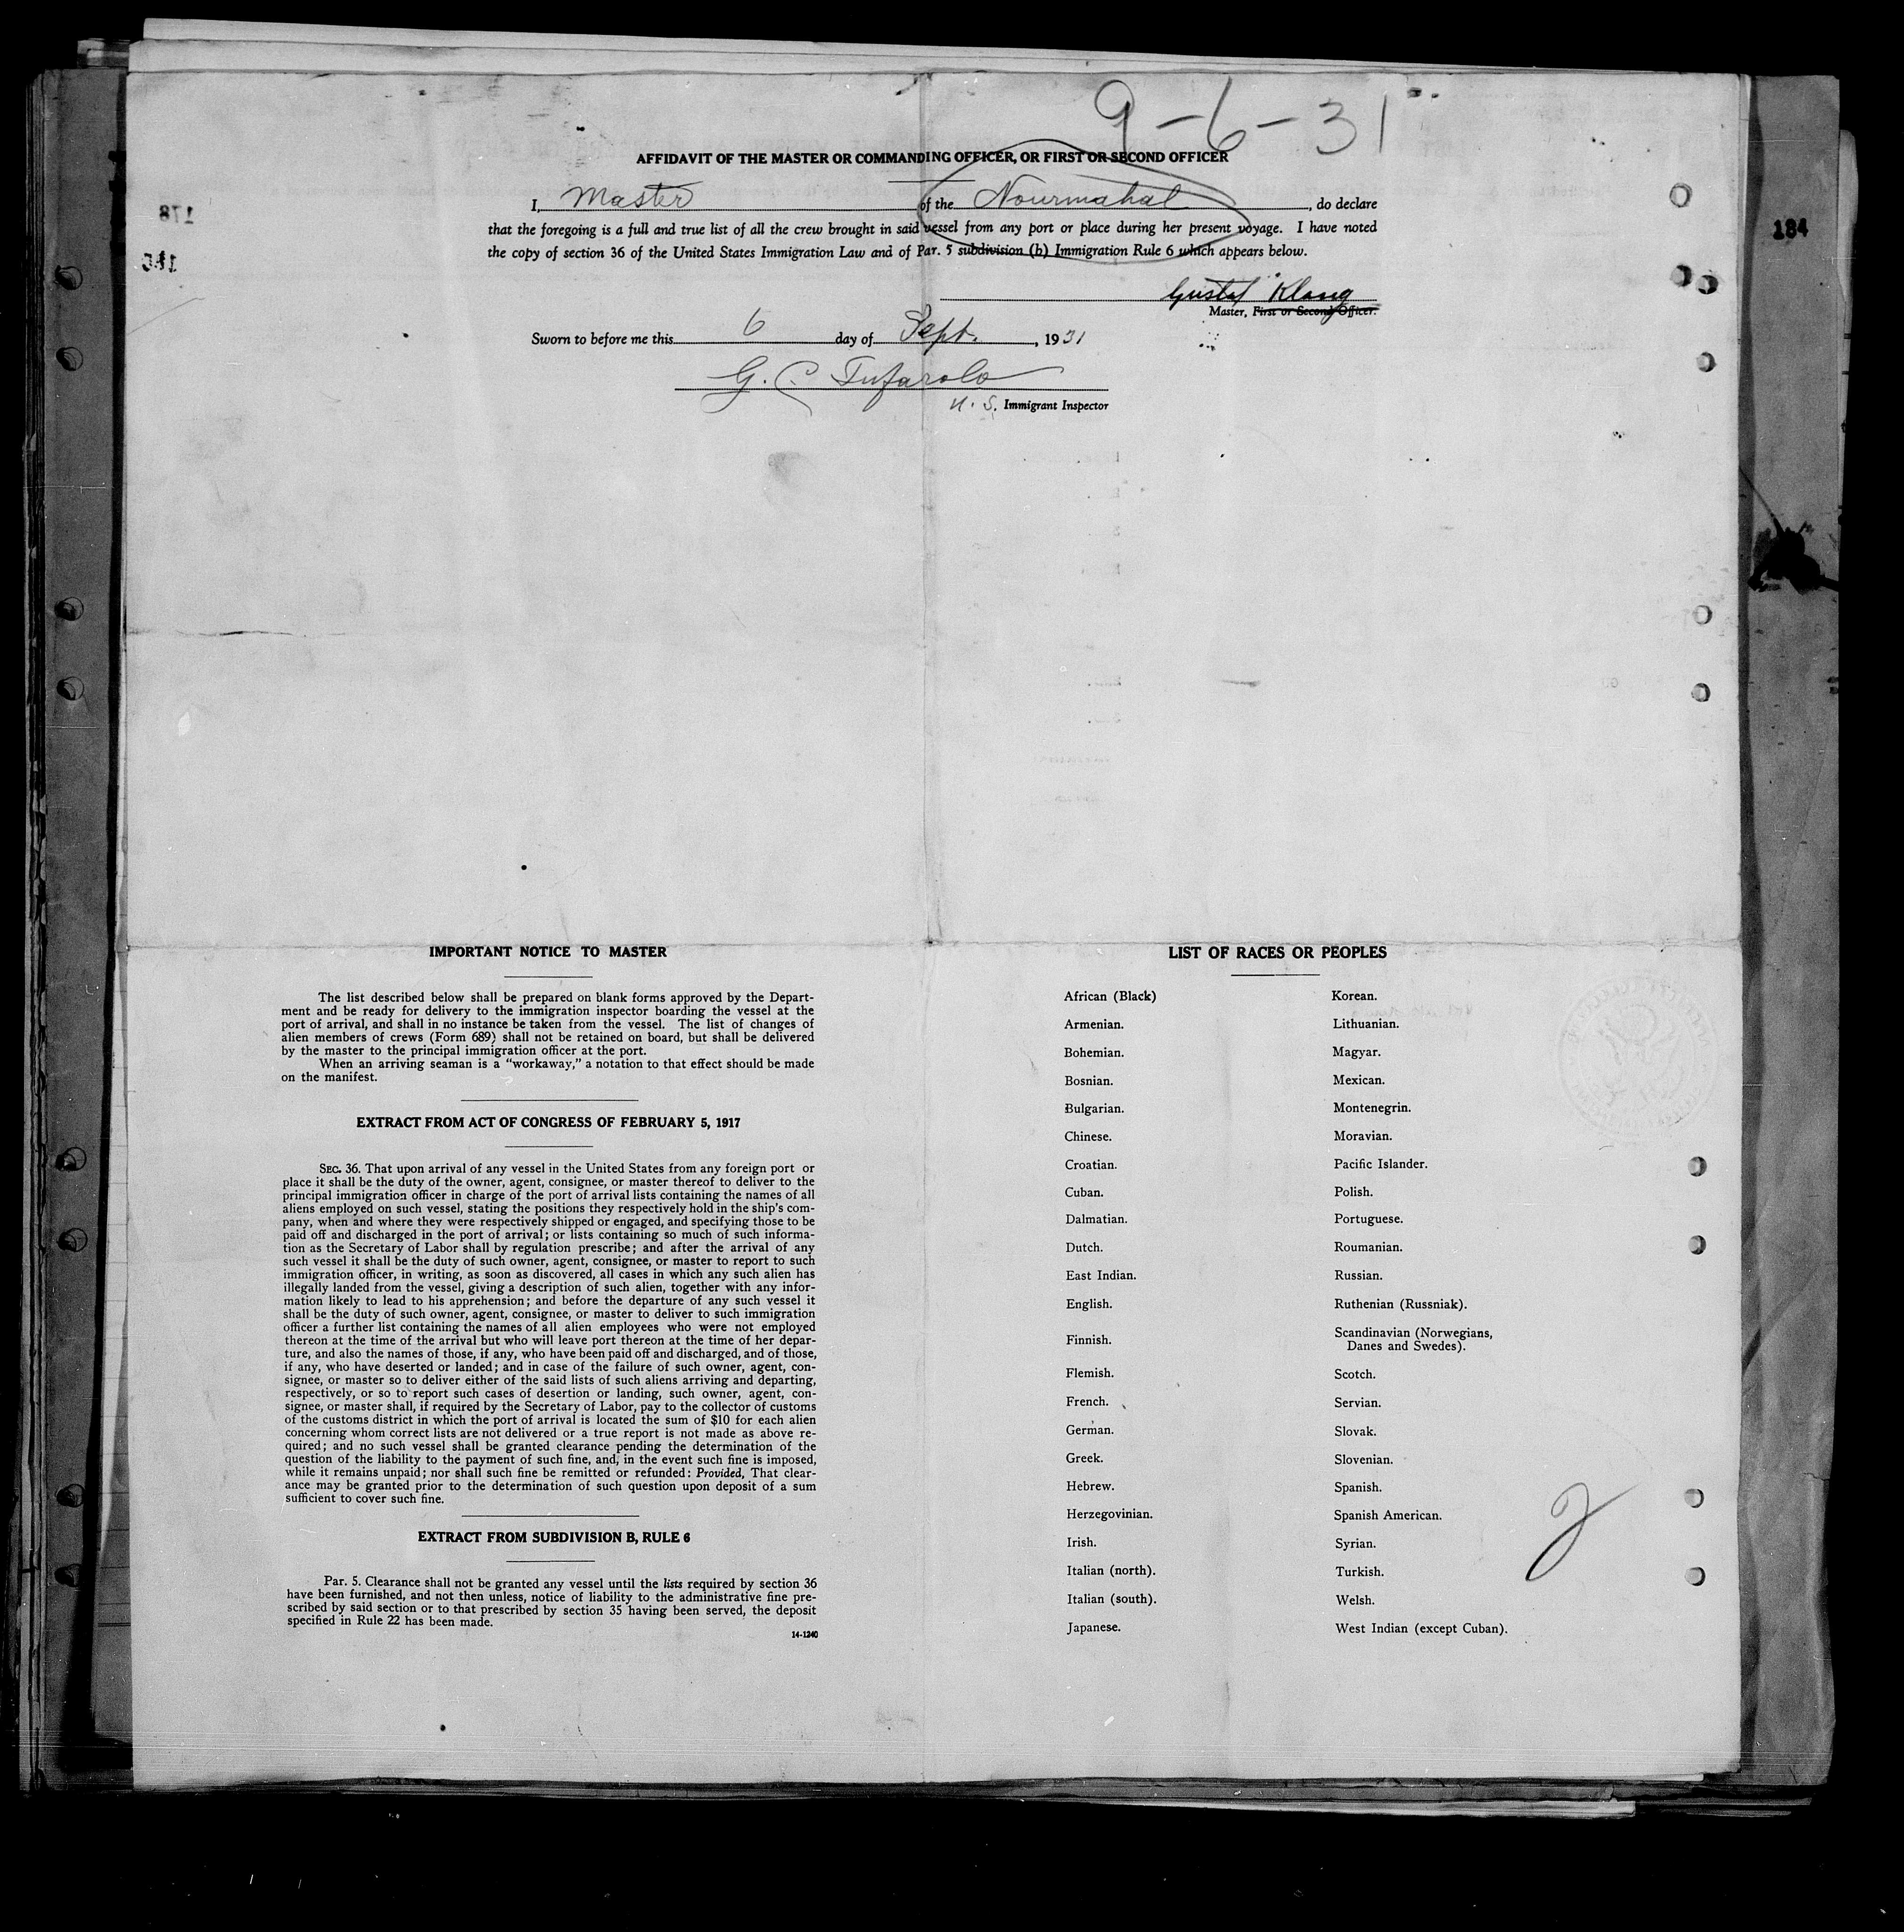 9-6-31
AFFIDAVIT OF THE MASTER OR COMMANDING OFFICER, OR FIRST OR SECOND OFFICER
I, Master of the Nourmahal, do declare
that the foregoing is a full and true list of all the crew brought in said vessel from any port or place during her present voyage. I have noted
the copy of section 36 of the United States Immigration Law and of Par. 5 subdivision (b) Immigration Rule 6 which appears below.
Gustaf Klang
Master, First or Second Officer.
Sworn to before me this 6 day of Sept., 1931
G. C. Tufarolo
U. S. Immigrant Inspector
178
184
IMPORTANT NOTICE TO MASTER
The list described below shall be prepared on blank forms approved by the Depart-
ment and be ready for delivery to the immigration inspector boarding the vessel at the
port of arrival, and shall in no instance be taken from the vessel. The list of changes of
alien members of crews (Form 689) shall not be retained on board, but shall be delivered
by the master to the principal immigration officer at the port.
When an arriving seaman is a "workaway," a notation to that effect should be made
on the manifest.
EXTRACT FROM ACT OF CONGRESS OF FEBRUARY 5, 1917
SEC. 36. That upon arrival of any vessel in the United States from any foreign port or
place it shall be the duty of the owner, agent, consignee, or master thereof to deliver to the
principal immigration officer in charge of the port of arrival lists containing the names of all
aliens employed on such vessel, stating the positions they respectively hold in the ship's com-
pany, when and where they were respectively shipped or engaged, and specifying those to be
paid off and discharged in the port of arrival; or lists containing so much of such informa-
tion as the Secretary of Labor shall by regulation prescribe; and after the arrival of any
such vessel it shall be the duty of such owner, agent, consignee, or master to report to such
immigration officer, in writing, as soon as discovered, all cases in which any such alien has
illegally landed from the vessel, giving a description of such alien, together with any infor-
mation likely to lead to his apprehension; and before the departure of any such vessel it
shall be the duty of such owner, agent, consignee, or master to deliver to such immigration
officer a further list containing the names of all alien employees who were not employed
thereon at the time of the arrival but who will leave port thereon at the time of her depar-
ture, and also the names of those, if any, who have been paid off and discharged, and of those,
if any, who have deserted or landed; and in case of the failure of such owner, agent, con-
signee, or master so to deliver either of the said lists of such aliens arriving and departing,
respectively, or so to report such cases of desertion or landing, such owner, agent, con-
signee, or master shall, if required by the Secretary of Labor, pay to the collector of customs
of the customs district in which the port of arrival is located the sum of $10 for each alien
concerning whom correct lists are not delivered or a true report is not made as above re-
quired; and no such vessel shall be granted clearance pending the determination of the
question of the liability to the payment of such fine, and, in the event such fine is imposed,
while it remains unpaid; nor shall such fine be remitted or refunded: Provided, That clear-
ance may be granted prior to the determination of such question upon deposit of a sum
sufficient to cover such fine.
EXTRACT FROM SUBDIVISION B, RULE 6
Par. 5. Clearance shall not be granted any vessel until the lists required by section 36
have been furnished, and not then unless, notice of liability to the administrative fine pre-
scribed by said section or to that prescribed by section 35 having been served, the deposit
specified in Rule 22 has been made.
14-1240
LIST OF RACES OR PEOPLES
African (Black)
Armenian.
Bohemian.
Bosnian.
Bulgarian.
Chinese.
Croatian.
Cuban.
Dalmatian.
Dutch.
East Indian.
English.
Finnish.
Flemish.
French.
German.
Greek.
Hebrew.
Herzegovinian.
Irish.
Italian (north).
Italian (south).
Japanese.
Korean.
Lithuanian.
Magyar.
Mexican.
Montenegrin.
Moravian.
Pacific Islander.
Polish.
Portuguese.
Roumanian.
Russian.
Ruthenian (Russniak).
Scandinavian (Norwegians,
Danes and Swedes).
Scotch.
Servian.
Slovak.
Slovenian.
Spanish.
Spanish American.
Syrian.
Turkish.
Welsh.
West Indian (except Cuban).
2